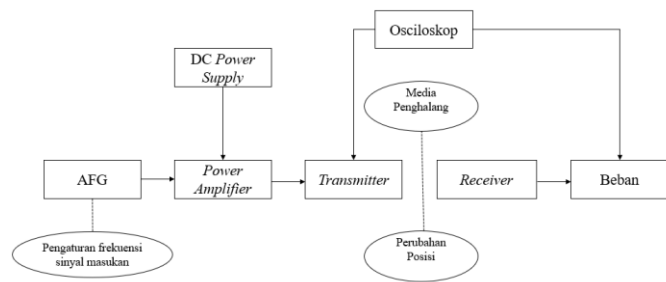 Osciloskop
DC Power
Supply
Media
Penghalang
AFG
Power
Amplifier
Transmitter
Receiver
Beban
Pengaturan frekuensi
sinyal masukan
Perubahan
Posisi